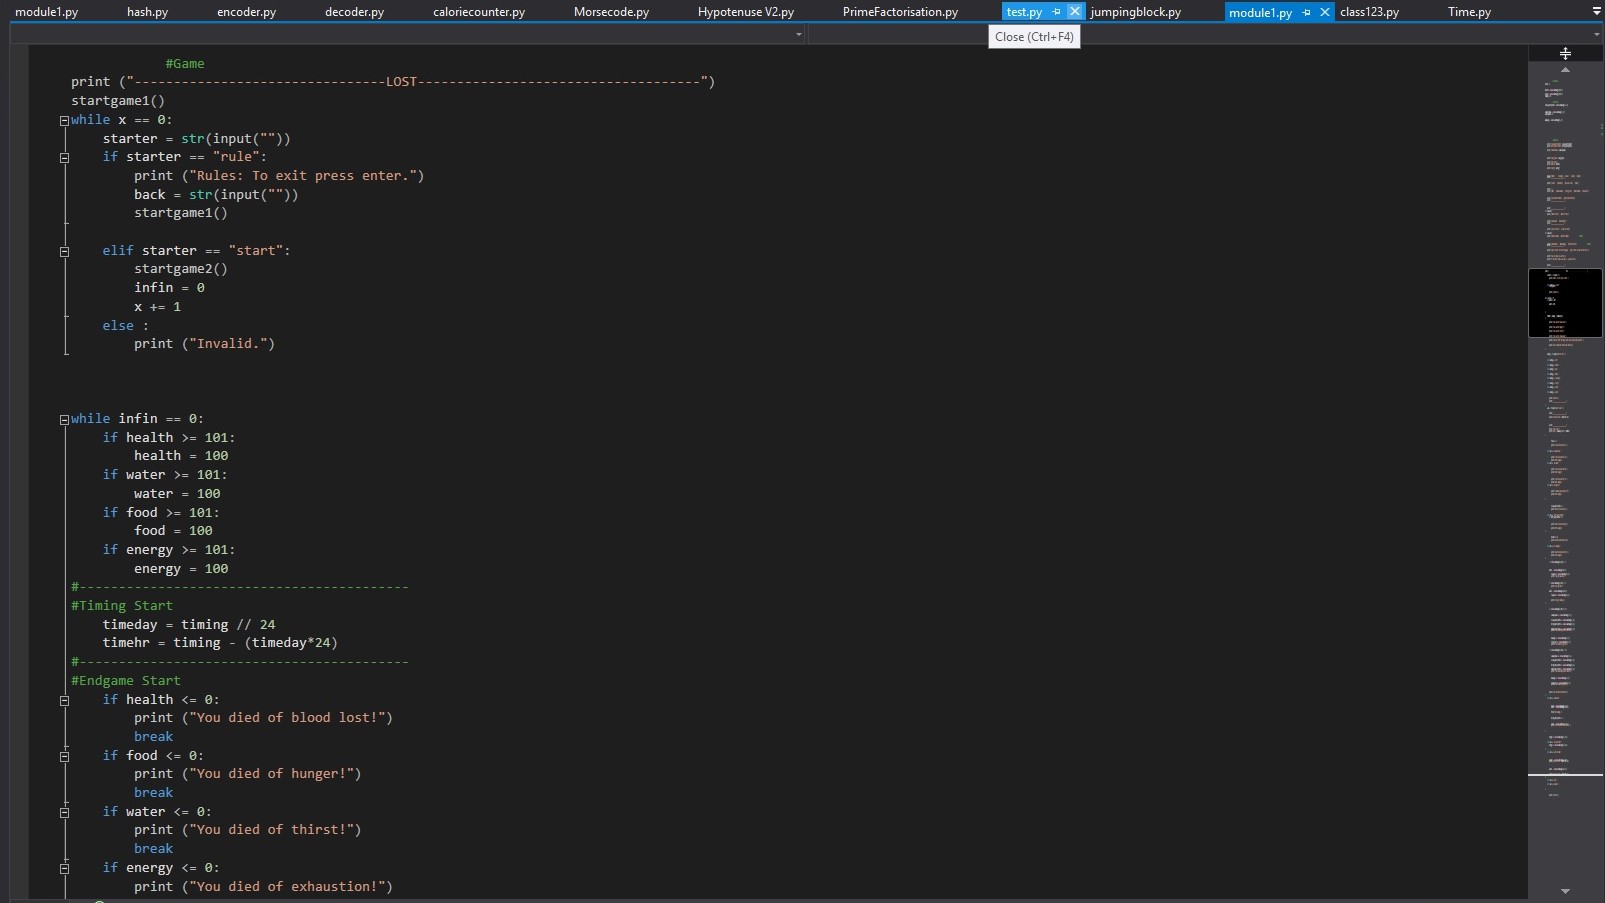 module1.py hash.py encoder.py decoder.py caloriecounter.py Morsecode.py Hypotenuse V2.py PrimeFactorisation.py test.py jumpingblock.py module1.py class123.py Time.py
Close (Ctrl+F4)
#Game
print ("--------------------------------LOST------------------------------------")
startgame1()
while x == 0:
    starter = str(input(""))
    if starter == "rule":
        print ("Rules: To exit press enter.")
        back = str(input(""))
        startgame1()
    elif starter == "start":
        startgame2()
        infin = 0
        x += 1
    else :
        print ("Invalid.")
while infin == 0:
    if health >= 101:
        health = 100
    if water >= 101:
        water = 100
    if food >= 101:
        food = 100
    if energy >= 101:
        energy = 100
#------------------------------------------
#Timing Start
    timeday = timing // 24
    timehr = timing - (timeday*24)
#------------------------------------------
#Endgame Start
    if health <= 0:
        print ("You died of blood lost!")
        break
    if food <= 0:
        print ("You died of hunger!")
        break
    if water <= 0:
        print ("You died of thirst!")
        break
    if energy <= 0:
        print ("You died of exhaustion!")